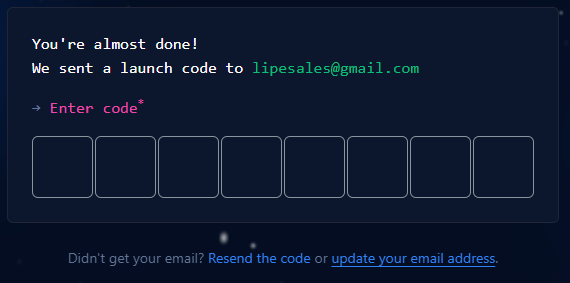 You're almost done!
We sent a launch code to lipesales@gmail.com
→ Enter code*
Didn't get your email? Resend the code or update your email address.